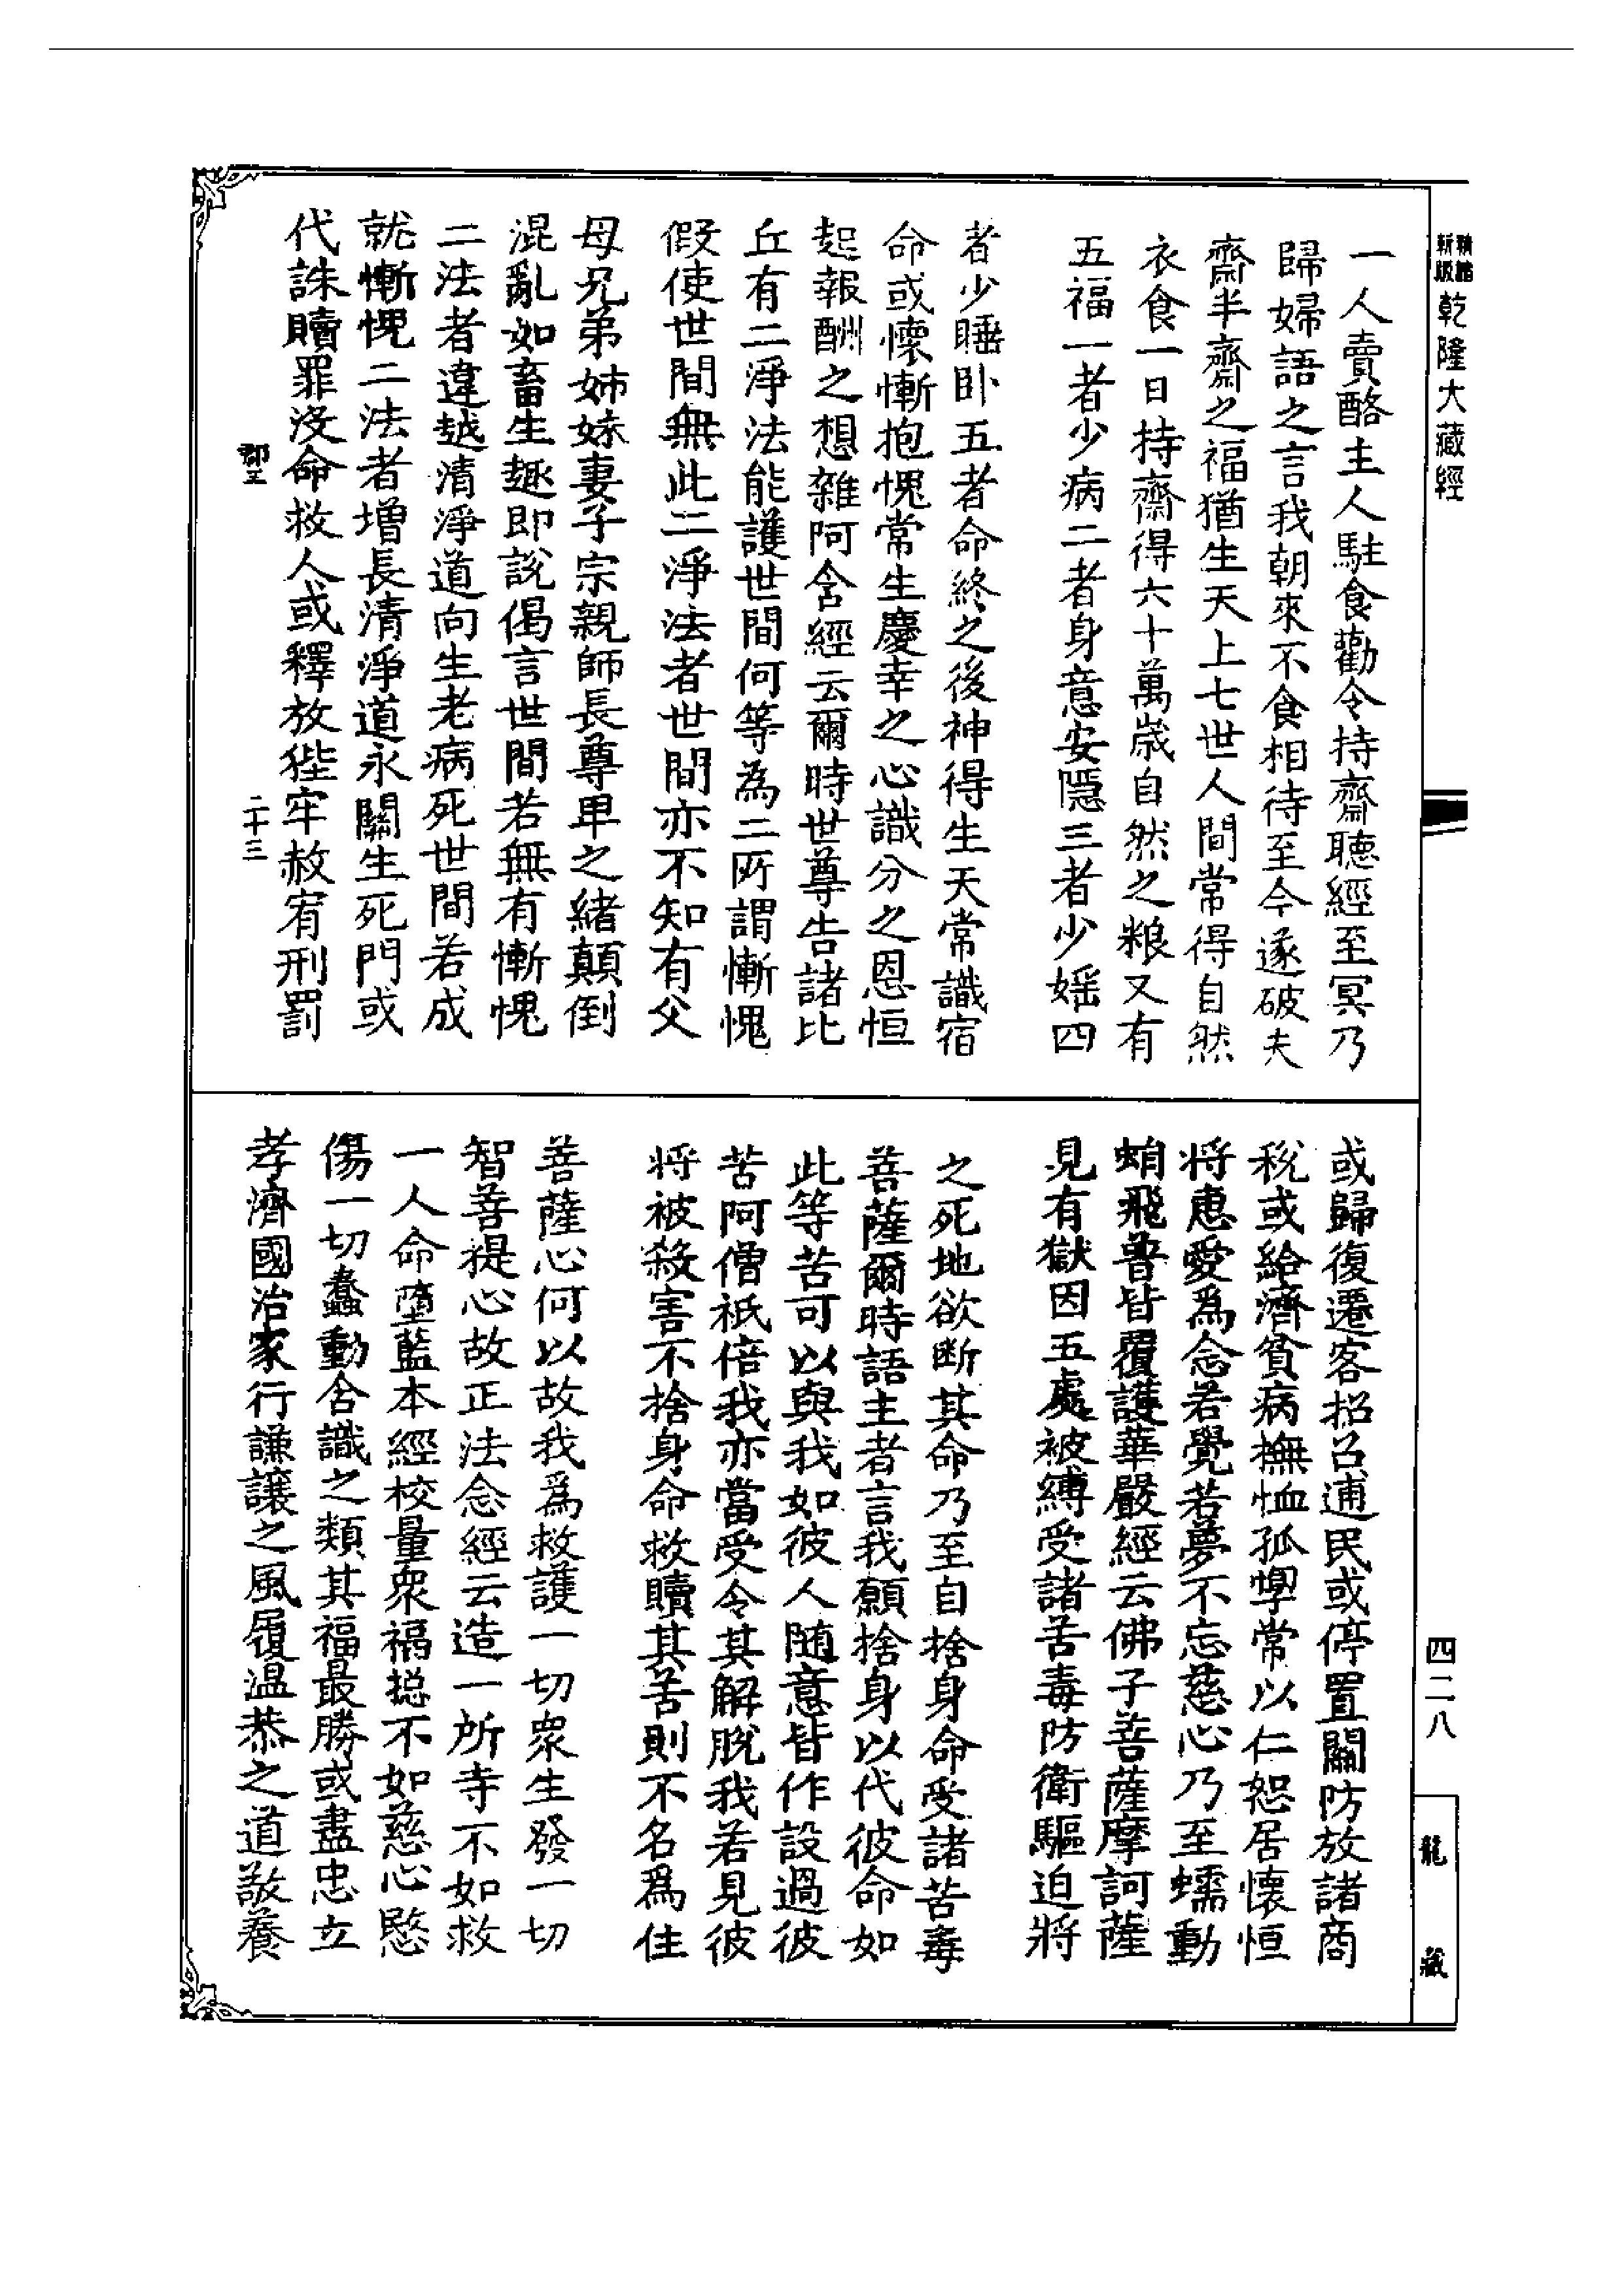 精繕新版乾隆大藏經
一人賣酪主人駐食勸令持齋聽經至冥乃
歸婦語之言我朝來不食相待至今遂破夫
齋半齋之福猶生天上七世人間常得自然
衣食一日持齋得六十萬歲自然之粮又有
五福一者少病二者身意安隱三者少婬四
者少睡卧五者命終之後神得生天常識宿
命或懷慚抱愧常生慶幸之心識分之恩恒
起報酬之想雜阿含經云爾時世尊告諸比
丘有二淨法能護世間何等為二所謂慚愧
假使世間無此二淨法者世間亦不知有父
母兄弟姊妹妻子宗親師長尊卑之緒顛倒
混亂如畜生趣即說偈言世間若無有慚愧
二法者違越清淨道向生老病死世間若成
就慚愧二法者增長清淨道永關生死門或
代誅贖罪沒命救人或釋放狴牢赦宥刑罰
二十三
或歸復遷客招召逋民或停置關防放諸商
稅或給濟貧病撫恤孤惸常以仁恕居懷恒
將惠愛爲念若覺若夢不忘慈心乃至蠕動
蜎飛普皆覆護華嚴經云佛子菩薩摩訶薩
見有獄囚五處被縛受諸苦毒防衛驅迫將
之死地欲斷其命乃至自捨身命受諸苦毒
菩薩爾時語主者言我願捨身以代彼命如
此等苦可以與我如彼人随意皆作設過彼
苦阿僧祇倍我亦當受令其解脫我若見彼
將被殺害不捨身命救贖其苦則不名爲住
菩薩心何以故我爲救護一切眾生發一切
智菩提心故正法念經云造一所寺不如救
一人命墮藍本經校量眾福揔不如慈心愍
傷一切蠢動含識之類其福最勝或盡忠立
孝濟國治家行謙讓之風履溫恭之道敬養
四二八
龍藏